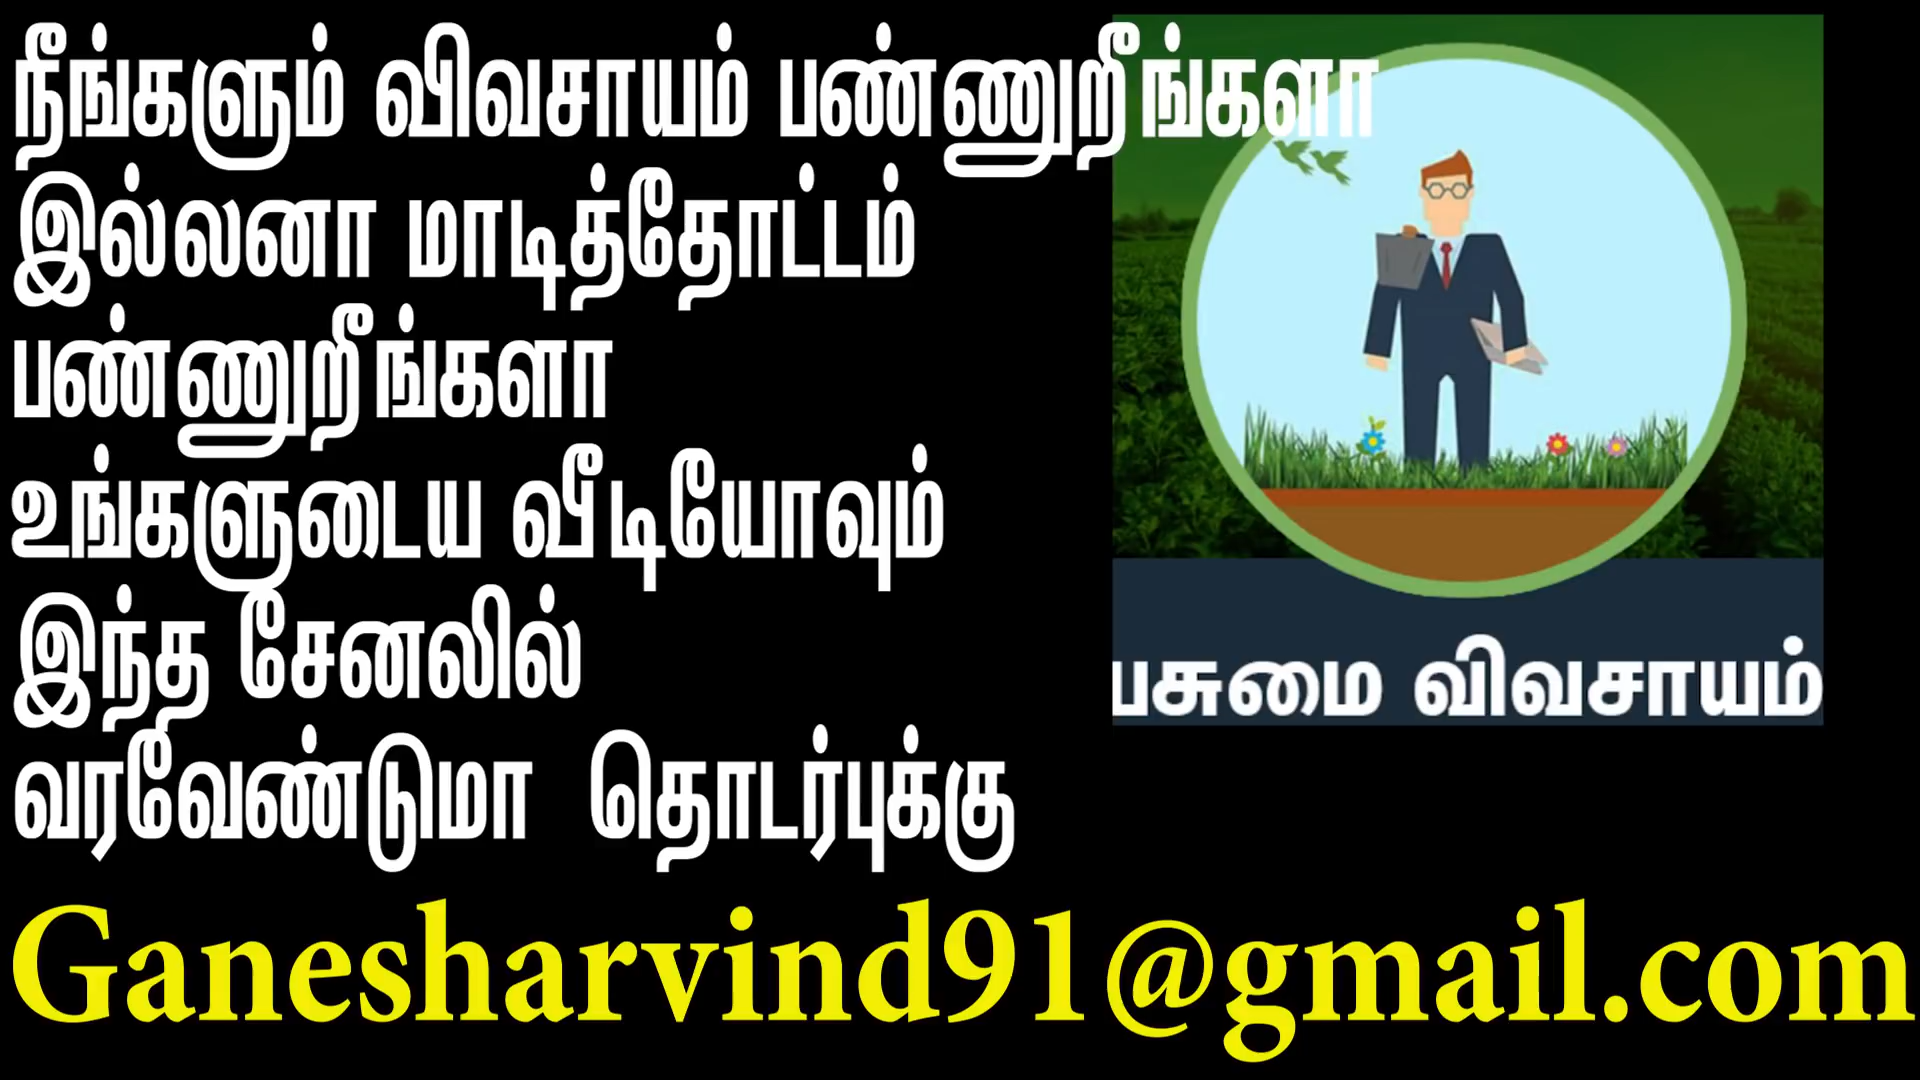 நீங்களும் விவசாயம் பண்ணுறீங்களா
இல்லனா மாடித்தோட்டம்
பண்ணுறீங்களா
உங்களுடைய வீடியோவும்
இந்த சேனலில்
வரவேண்டுமா தொடர்புக்கு
Ganesharvind91@gmail.com
பசுமை விவசாயம்